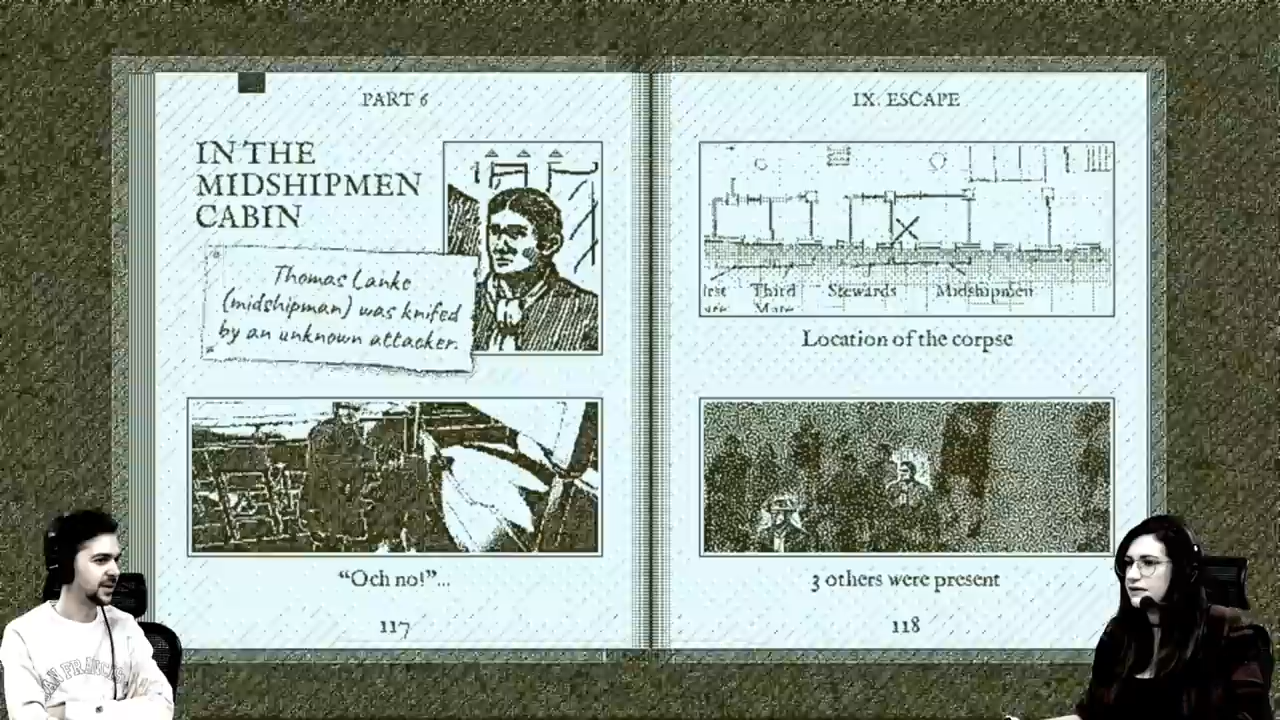 PART 6
IN THE
MIDSHIPMEN
CABIN
Thomas Lanke
(midshipman) was knifed
by an unknown attacker.
"Och no!"...
117
IX. ESCAPE
Third
Mate
Stewards
Midshipmen
Location of the corpse
3 others were present
118